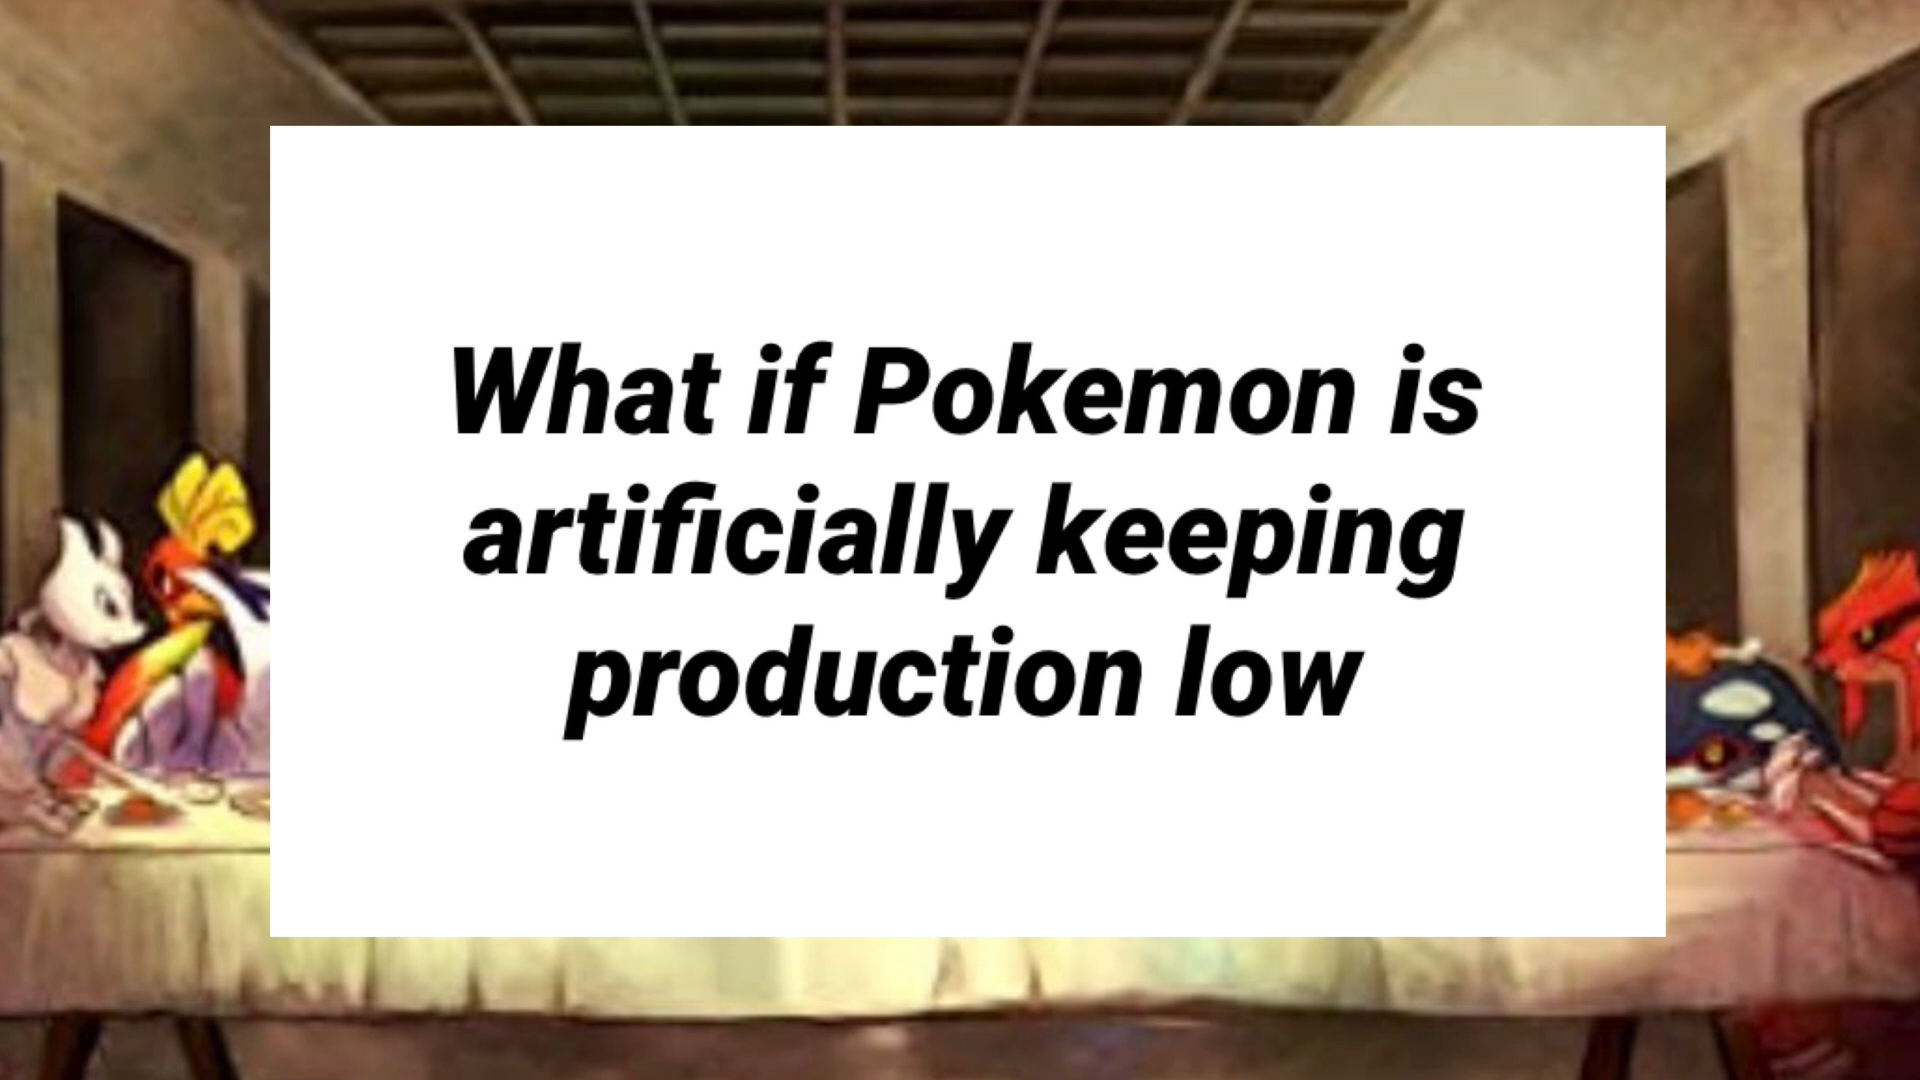 What if Pokemon is
artificially keeping
production low